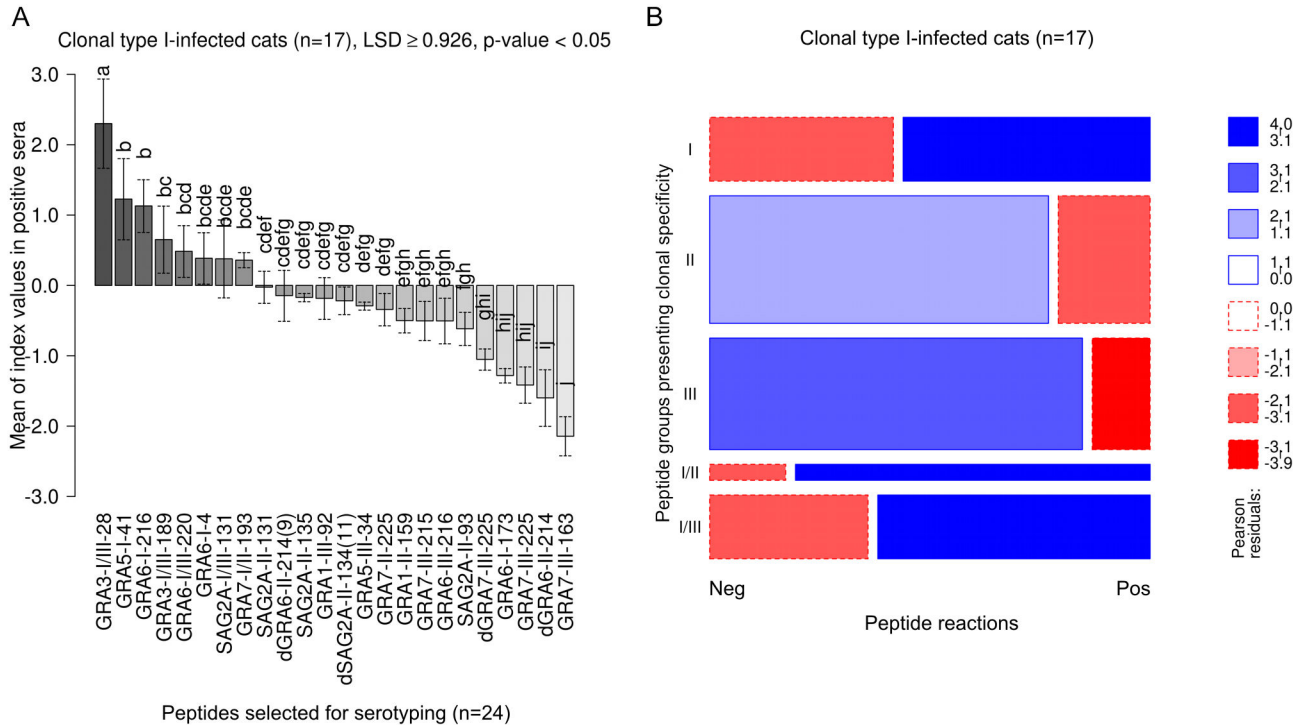 A
Clonal type I-infected cats (n=17), LSD ≥ 0.926, p-value < 0.05
Mean of index values in positive sera
3.0
2.0
1.0
0.0
-1.0
-2.0
-3.0
a
b
b
bc
bcd
bcde
bcde
bcde
cdef
cdefg
cdefg
cdefg
cdefg
defg
defg
efgh
efgh
efgh
fgh
ghi
hij
hij
ij
j
GRA3-I/III-28
GRA5-I-41
GRA6-I-216
GRA3-I/III-189
GRA6-I/III-220
GRA6-I-4
SAG2A-I/III-131
GRA7-I/II-193
SAG2A-II-131
dGRA6-II-214(9)
SAG2A-II-135
GRA1-III-92
dSAG2A-II-134(11)
GRA5-III-34
GRA7-II-225
GRA1-II-159
GRA7-III-215
GRA6-III-216
SAG2A-II-93
dGRA7-III-225
GRA6-I-173
GRA7-III-225
dGRA6-II-214
GRA7-III-163
Peptides selected for serotyping (n=24)
B
Clonal type I-infected cats (n=17)
Peptide groups presenting clonal specificity
I
II
III
I/II
I/III
Neg
Pos
Peptide reactions
4,0
3.1
3,1
2.1
2,1
1.1
1,1
0.0
0,0
-1.1
-1,1
-2.1
-2,1
-3.1
-3,1
-3.9
Pearson
residuals: